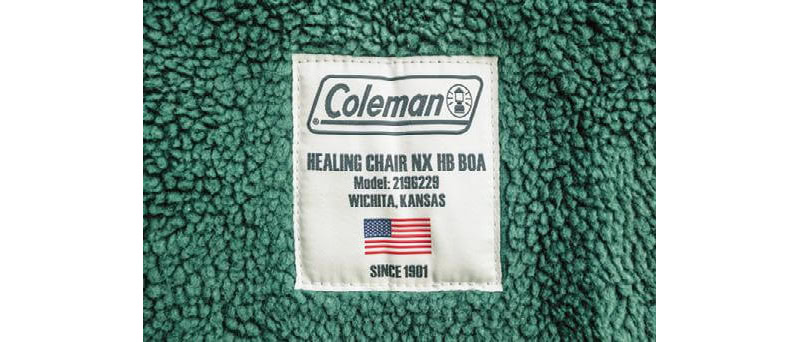 Coleman
®
HEALING CHAIR NX HB BOA
Model: 2196229
WICHITA, KANSAS
SINCE 1901